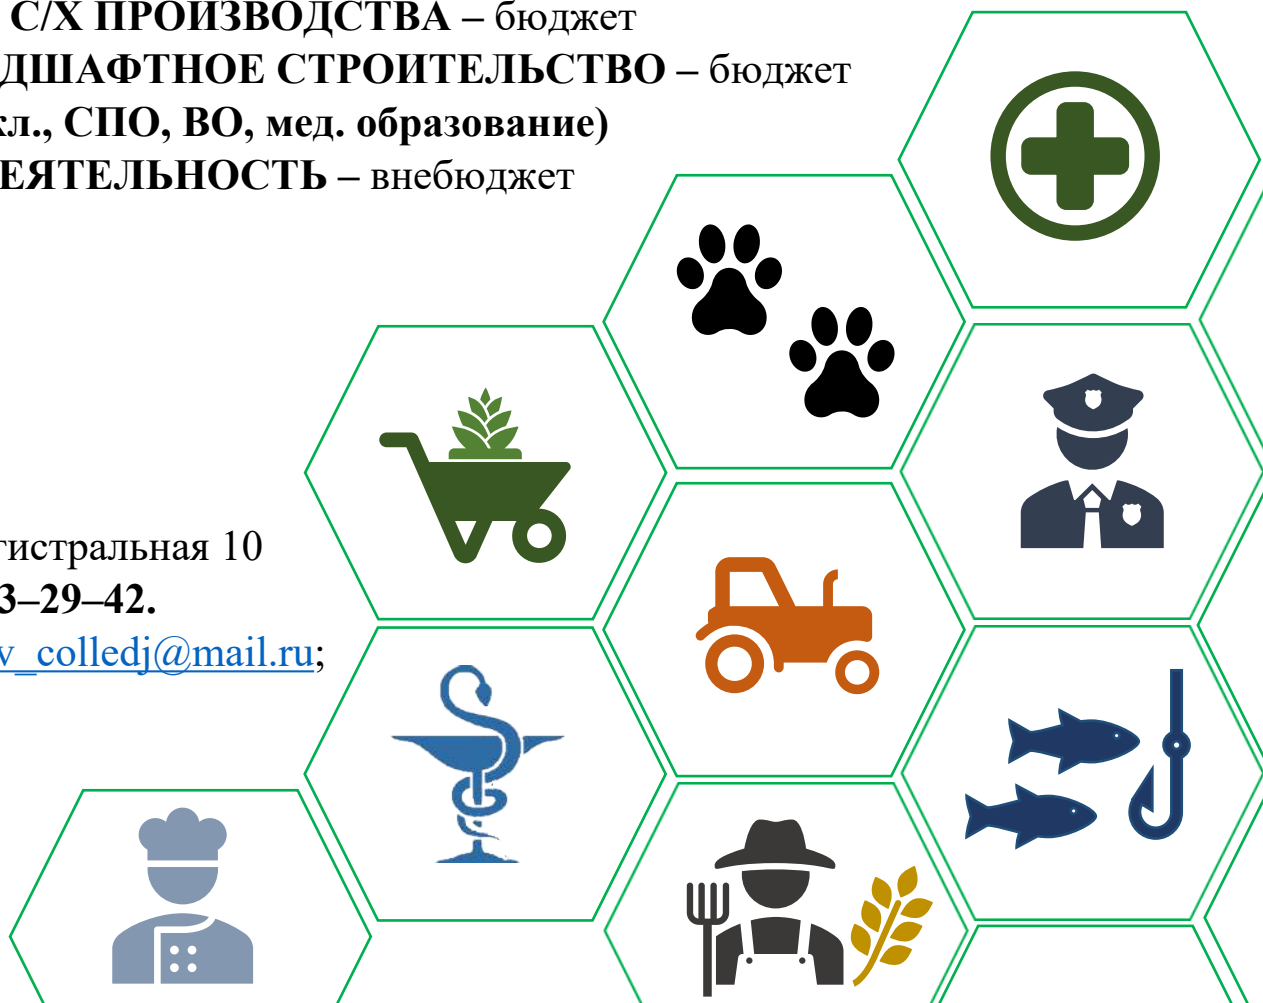 С/Х ПРОИЗВОДСТВА – бюджет
ДШАФТНОЕ СТРОИТЕЛЬСТВО – бюджет
кл., СПО, ВО, мед. образование)
ЕЯТЕЛЬНОСТЬ – внебюджет
гистральная 10
3–29–42.
v_colledj@mail.ru;